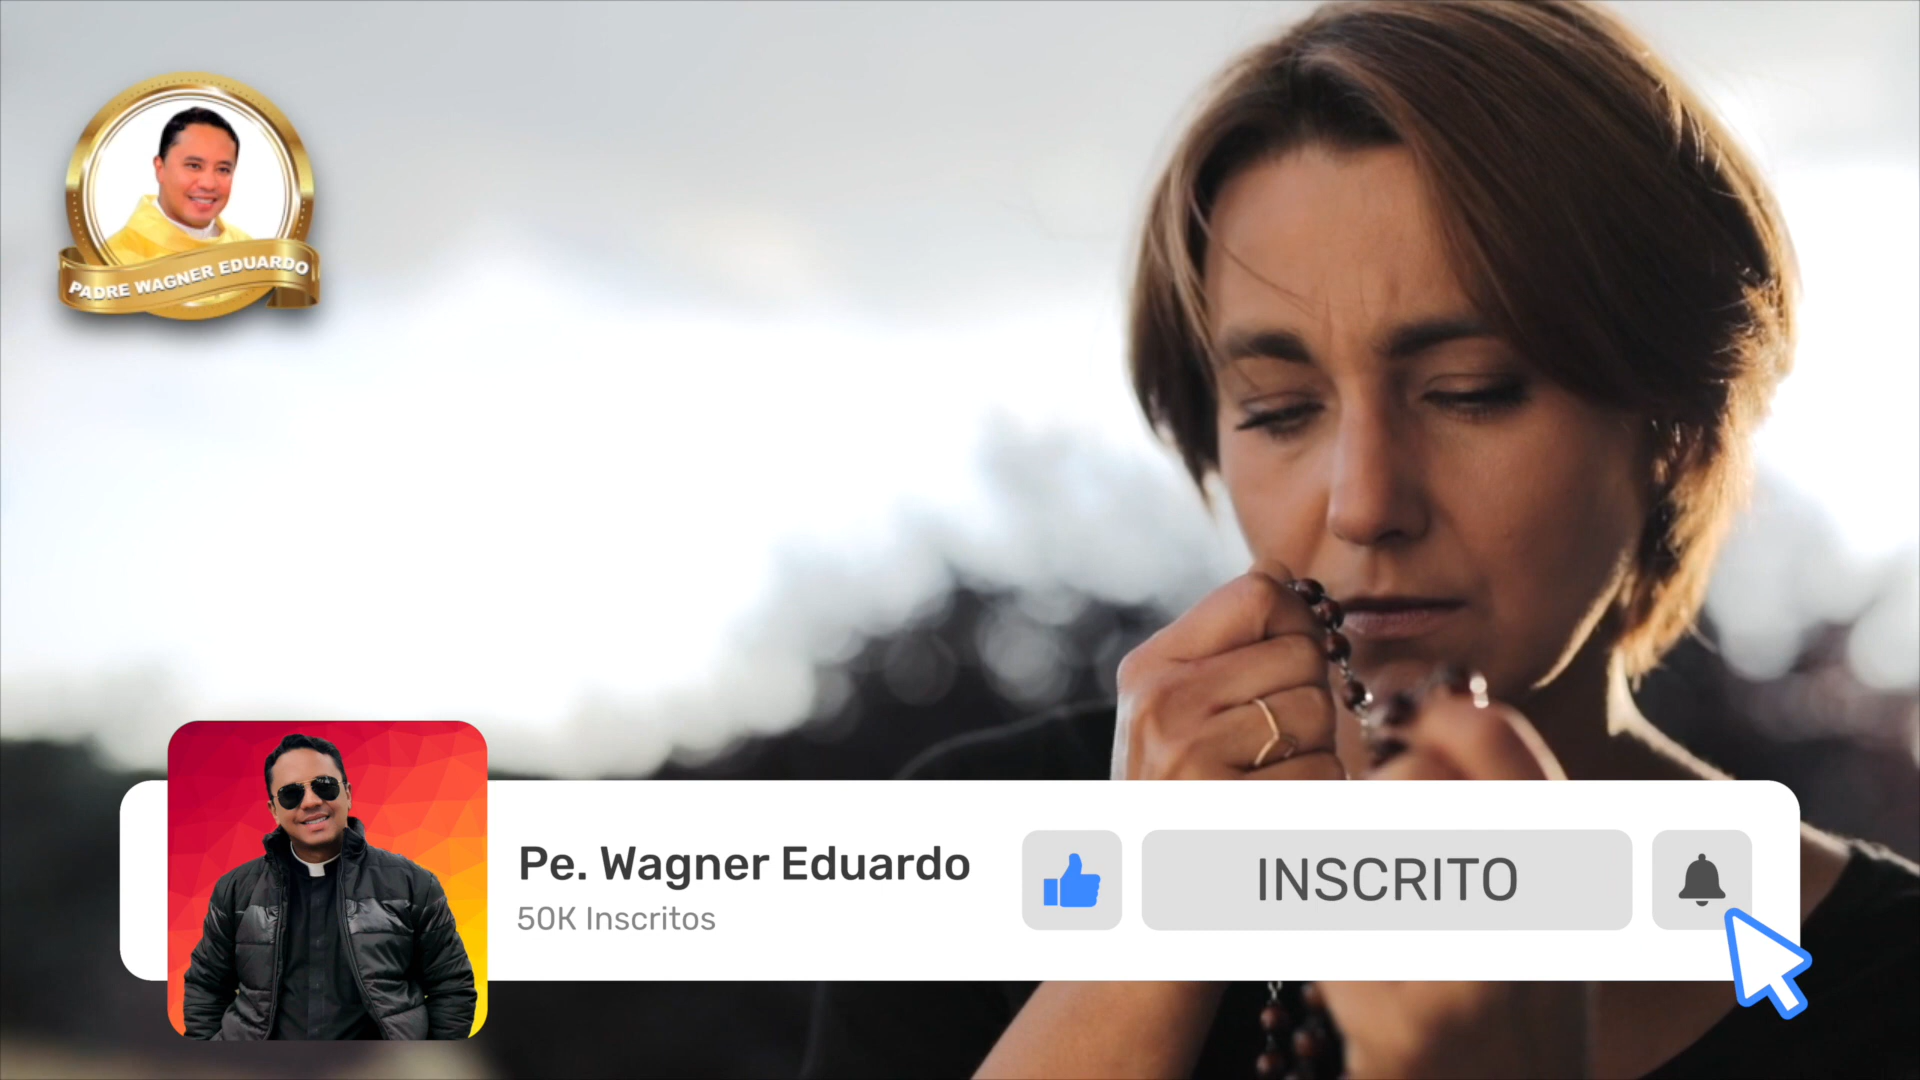 PADRE WAGNER EDUARDO
Pe. Wagner Eduardo
50K Inscritos
INSCRITO